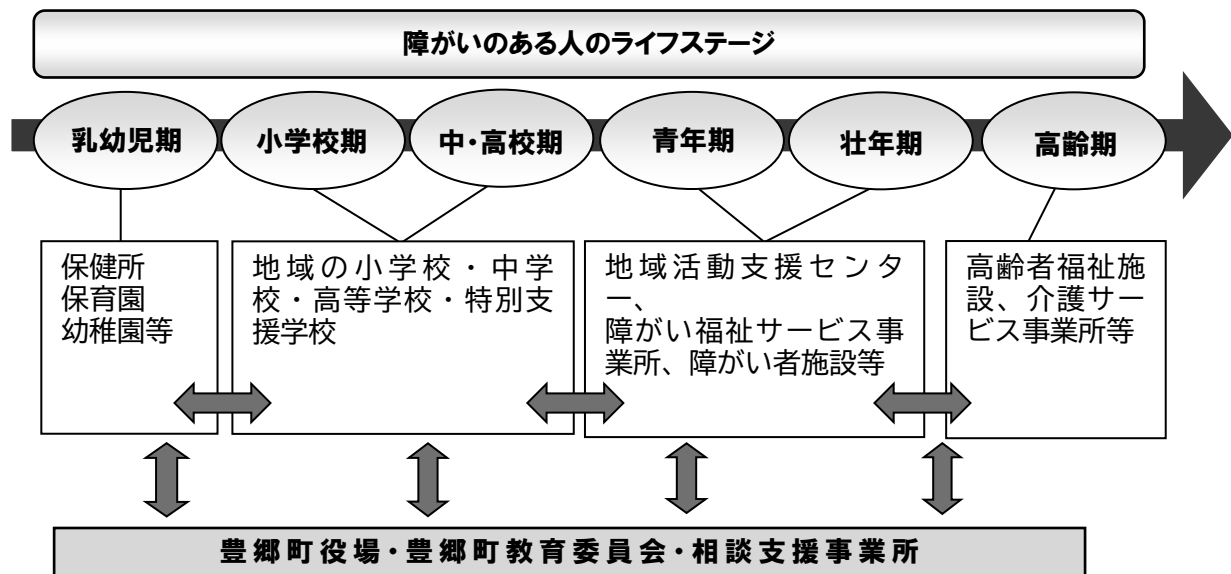 障がいのある人のライフステージ
乳幼児期
小学校期
中・高校期
青年期
壮年期
高齢期
保健所
保育園
幼稚園等
地域の小学校・中学
校・高等学校・特別支
援学校
地域活動支援センタ
ー、
障がい福祉サービス事
業所、障がい者施設等
高齢者福祉施
設、介護サー
ビス事業所等
豊郷町役場・豊郷町教育委員会・相談支援事業所